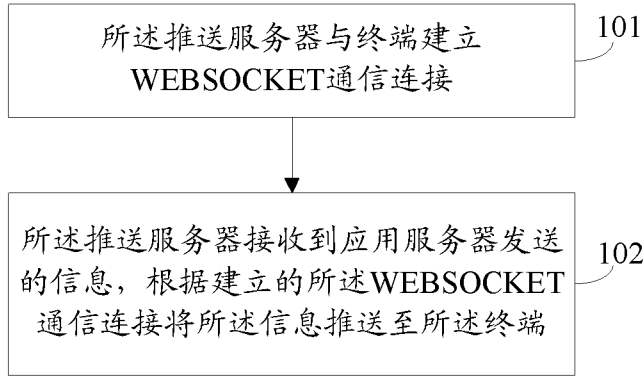 所述推送服务器与终端建立
WEBSOCKET通信连接
101
所述推送服务器接收到应用服务器发送
的信息，根据建立的所述WEBSOCKET
通信连接将所述信息推送至所述终端
102